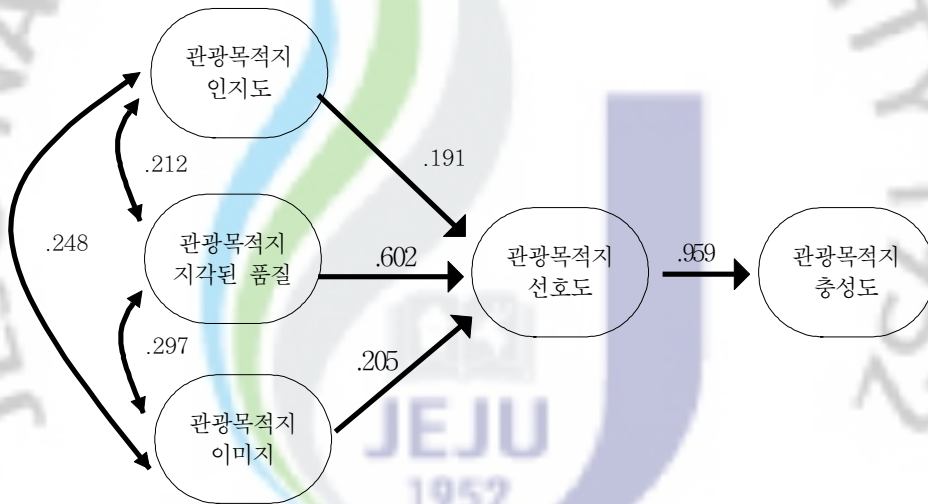 관광목적지
인지도
.191
.212
.248
관광목적지
지각된 품질
.602
관광목적지
선호도
.959
관광목적지
충성도
.297
.205
관광목적지
이미지
JEJU
1952